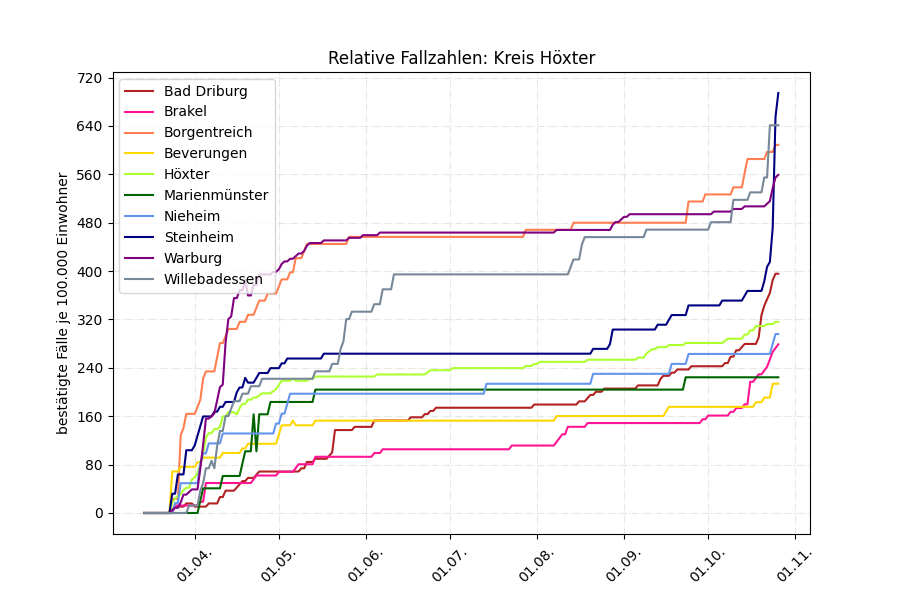 Relative Fallzahlen: Kreis Höxter
bestätigte Fälle je 100.000 Einwohner
720
640
560
480
400
320
240
160
80
0
Bad Driburg
Brakel
Borgentreich
Beverungen
Höxter
Marienmünster
Nieheim
Steinheim
Warburg
Willebadessen
01.04.
01.05.
01.06.
01.07.
01.08.
01.09.
01.10.
01.11.